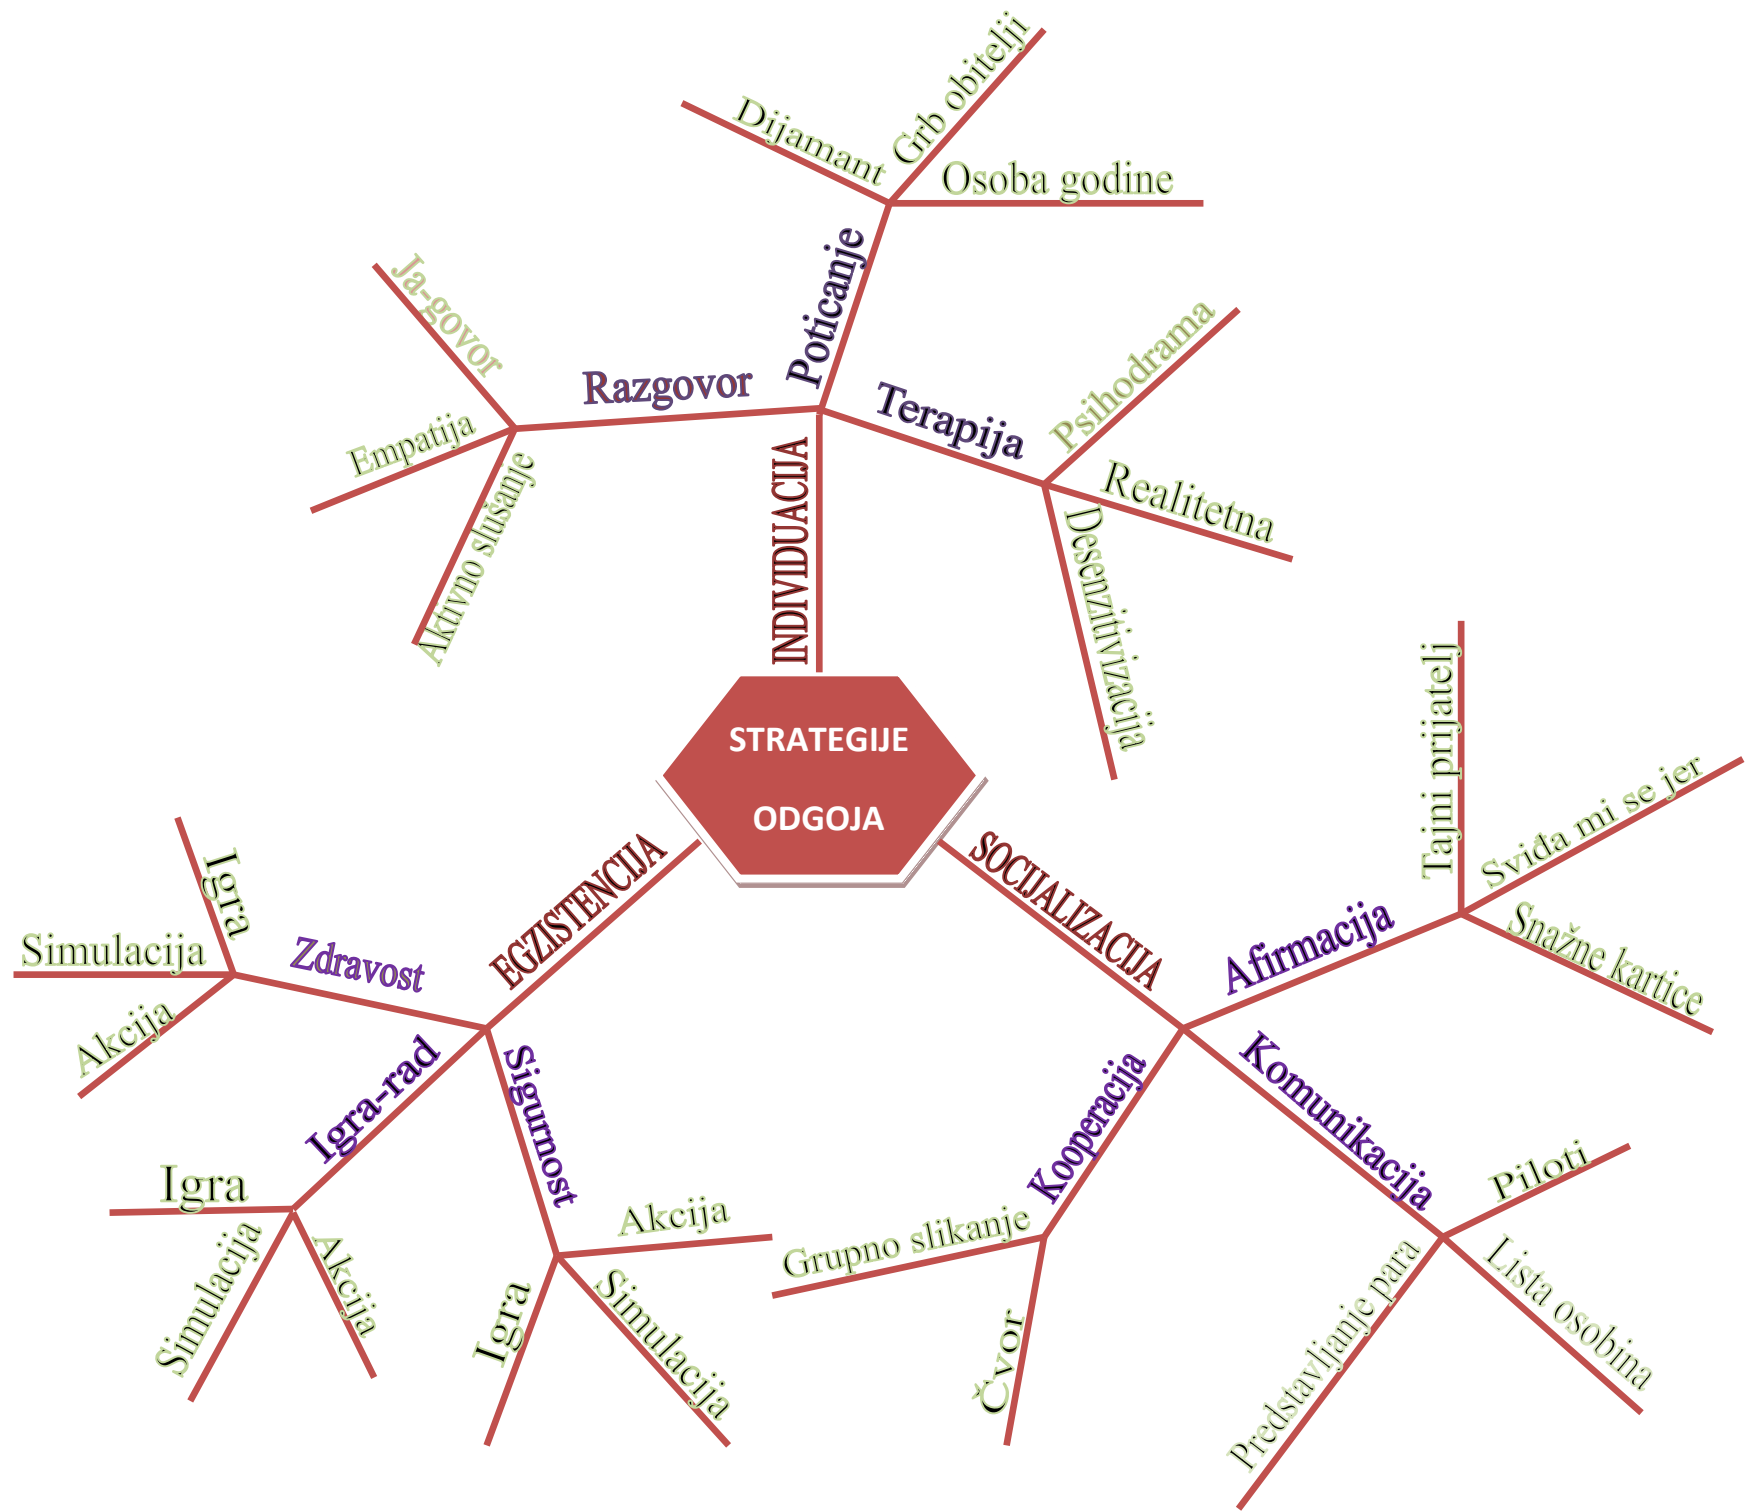 STRATEGIJE
ODGOJA
INDIVIDUACIJA
Poticanje
Dijamant
Grb obitelji
Osoba godine
Razgovor
Ja-govor
Empatija
Aktivno slušanje
Terapija
Psihodrama
Realitetna
Desenzitivizacija
SOCIJALIZACIJA
Afirmacija
Tajni prijatelj
Sviđa mi se jer
Snažne kartice
Komunikacija
Piloti
Lista osobina
Predstavljanje para
Kooperacija
Grupno slikanje
Čvor
EGZISTENCIJA
Zdravost
Igra
Simulacija
Akcija
Igra-rad
Igra
Simulacija
Akcija
Sigurnost
Akcija
Simulacija
Igra